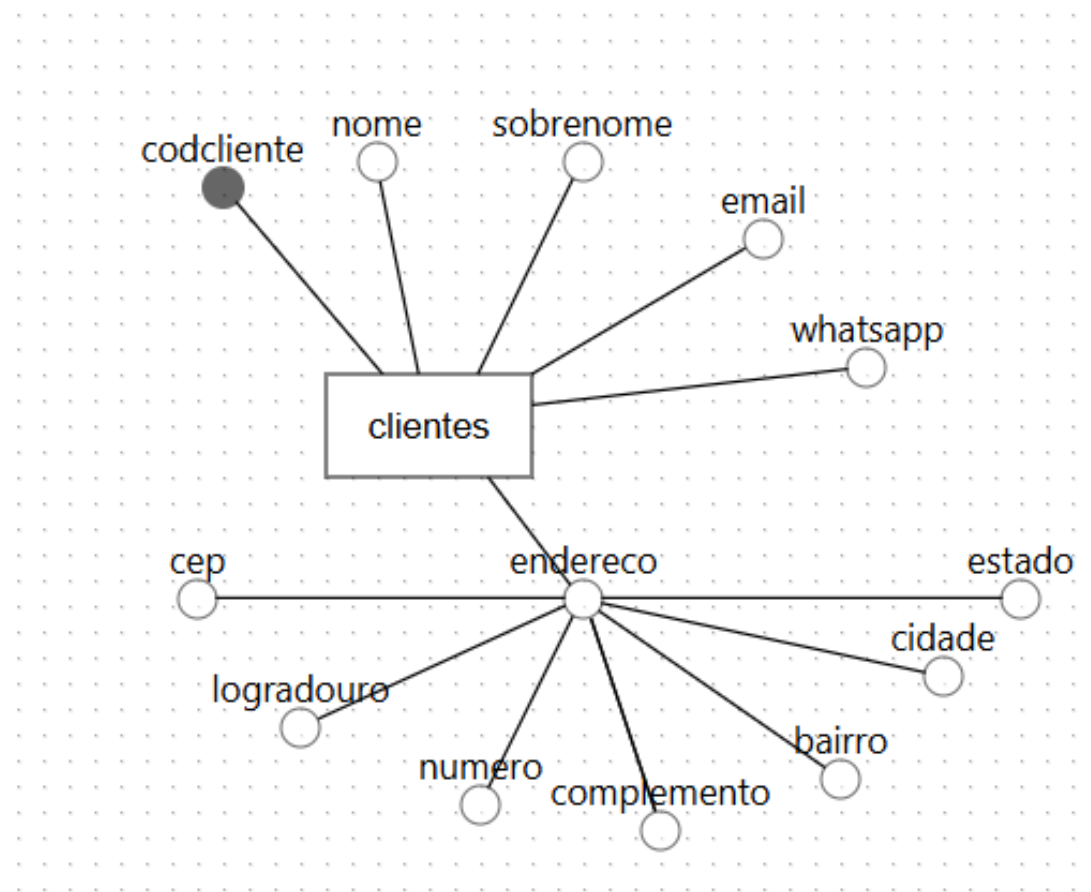 nome
sobrenome
codcliente
email
whatsapp
clientes
cep
endereco
estado
cidade
logradouro
bairro
numero
complemento